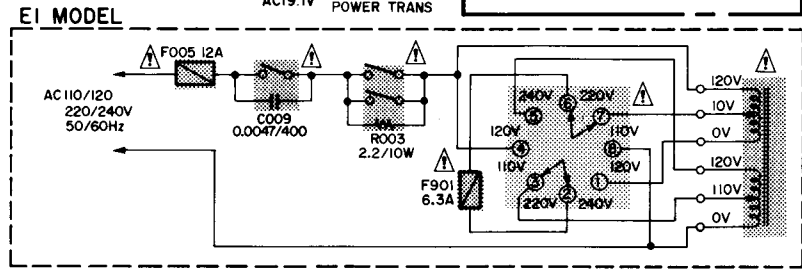 AC19.1V
POWER TRANS
E1 MODEL
F005 12A
AC110/120
220/240V
50/60Hz
C009
0.0047/400
R003
2.2/10W
F901
6.3A
240V
220V
⑤
⑥
⑦
120V
④
110V
110V
⑧
120V
③
②
①
220V
240V
120V
10V
0V
120V
110V
0V